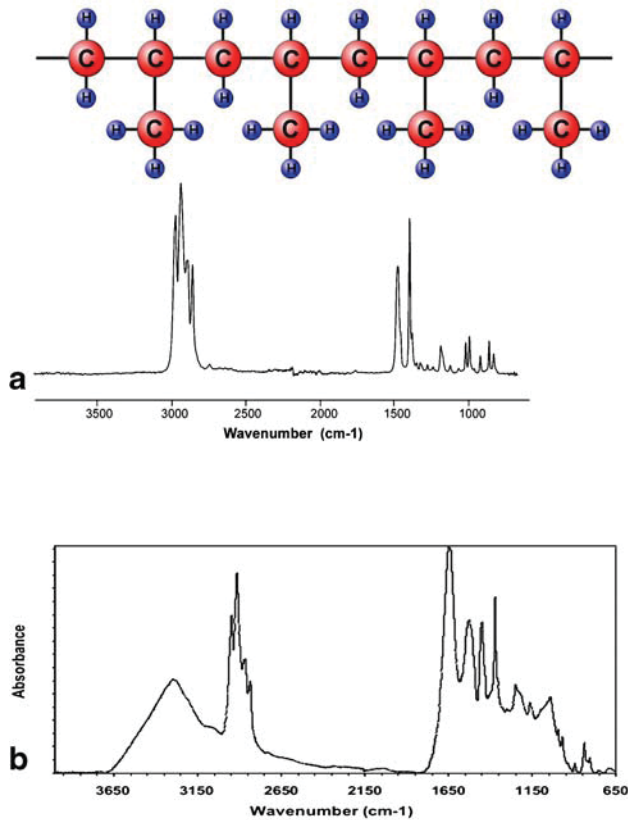 H H H H H H H H
C C C C C C C C
H H H H
H C H H C H H C H H C H
H H H H
a
3500 3000 2500 2000 1500 1000
Wavenumber (cm-1)
Absorbance
b
3650 3150 2650 2150 1650 1150 650
Wavenumber (cm-1)